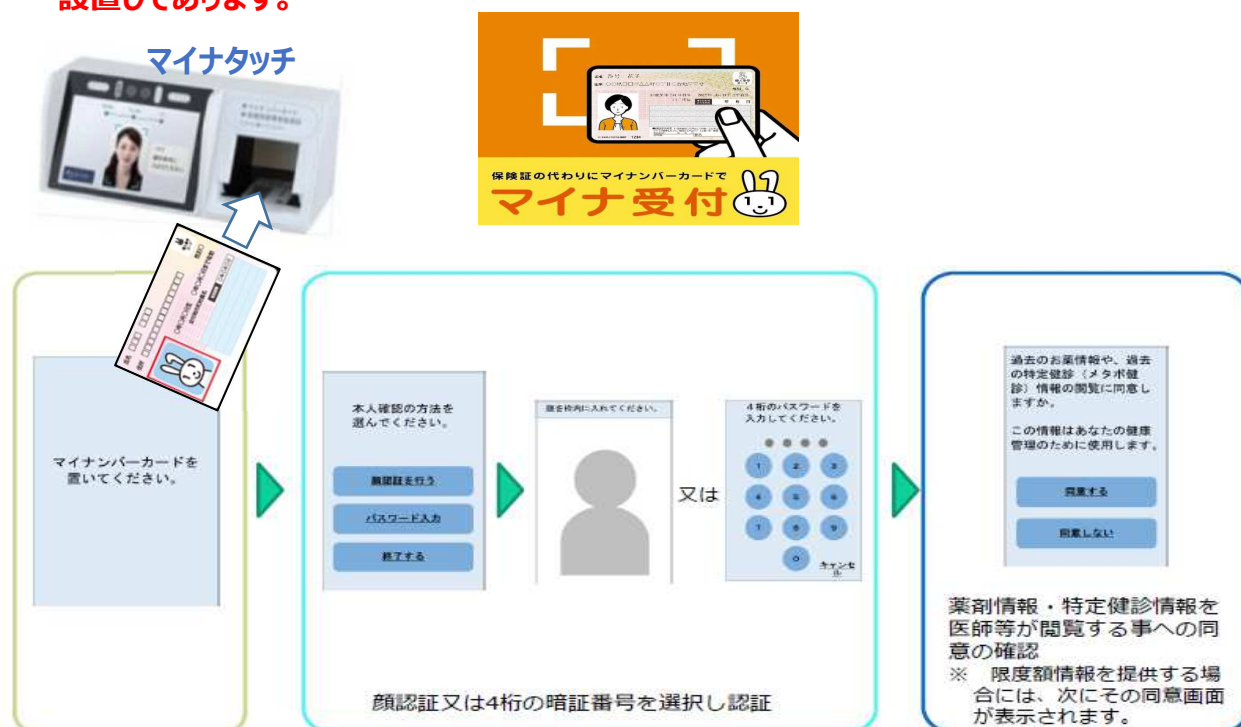 設置してあります。
マイナタッチ
保険証の代わりにマイナンバーカードで
マイナ受付
マイナンバーカードを
置いてください。
本人確認の方法を
選んでください。
顔認証を行う
パスワード入力
終了する
顔を枠内に入れてください。
又は
4桁のパスワードを
入力してください。
1 2 3
4 5 6
7 8 9
0
キャンセ
ル
顔認証又は4桁の暗証番号を選択し認証
過去のお薬情報や、過去
の特定健診(メタボ健
診)情報の閲覧に同意し
ますか。
この情報はあなたの健康
管理のために使用します。
同意する
同意しない
薬剤情報・特定健診情報を
医師等が閲覧する事への同
意の確認
※ 限度額情報を提供する場
合には、次にその同意画面
が表示されます。